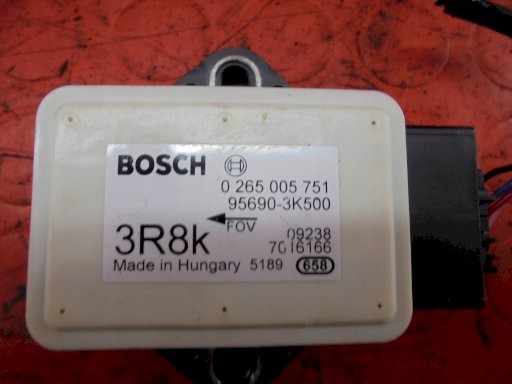 BOSCH
0 265 005 751
95690-3K500
FOV
3R8k
09238
7016166
Made in Hungary 5189 658